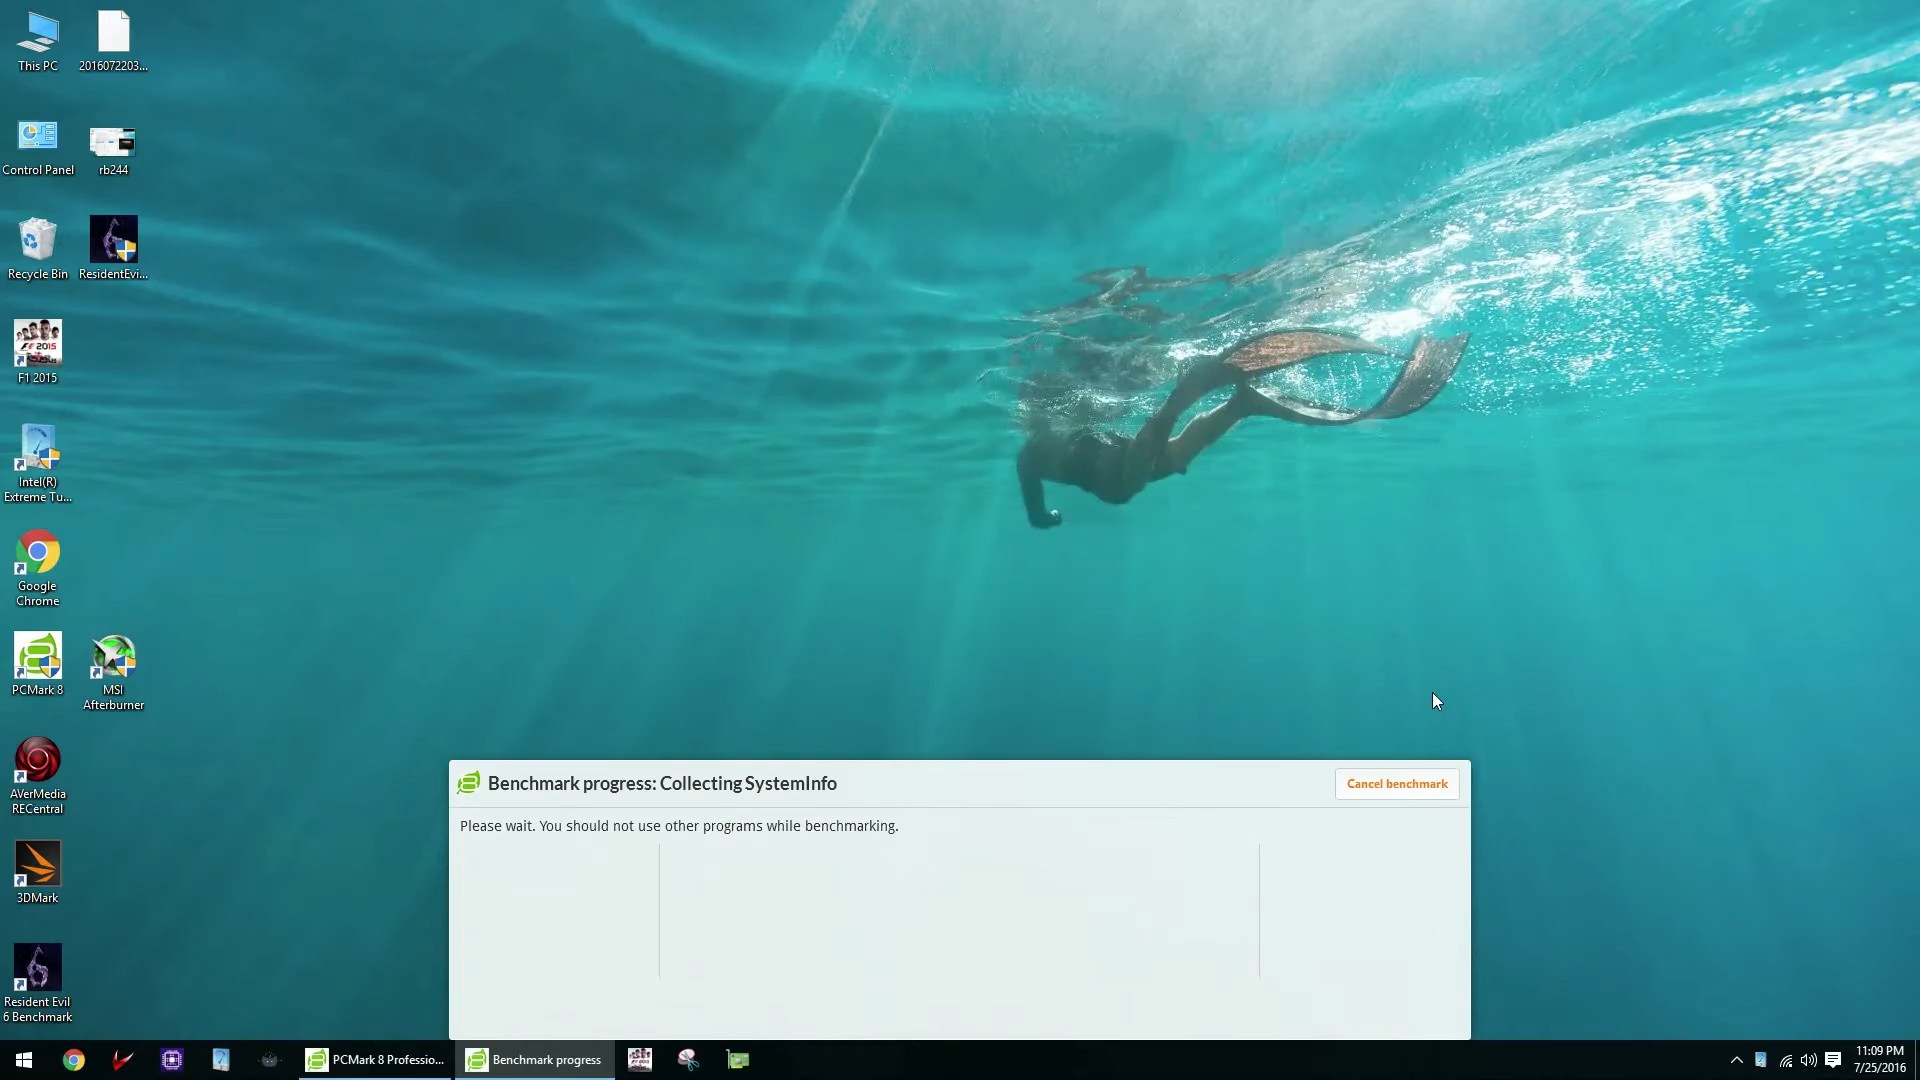 This PC
2016072203...
Control Panel
rb244
Recycle Bin
ResidentEvi...
F1 2015
Intel(R)
Extreme Tu...
Google
Chrome
PCMark 8
MSI
Afterburner
AVerMedia
RECentral
3DMark
Resident Evil
6 Benchmark
Benchmark progress: Collecting SystemInfo
Cancel benchmark
Please wait. You should not use other programs while benchmarking.
PCMark 8 Professio...
Benchmark progress
11:09 PM
7/25/2016